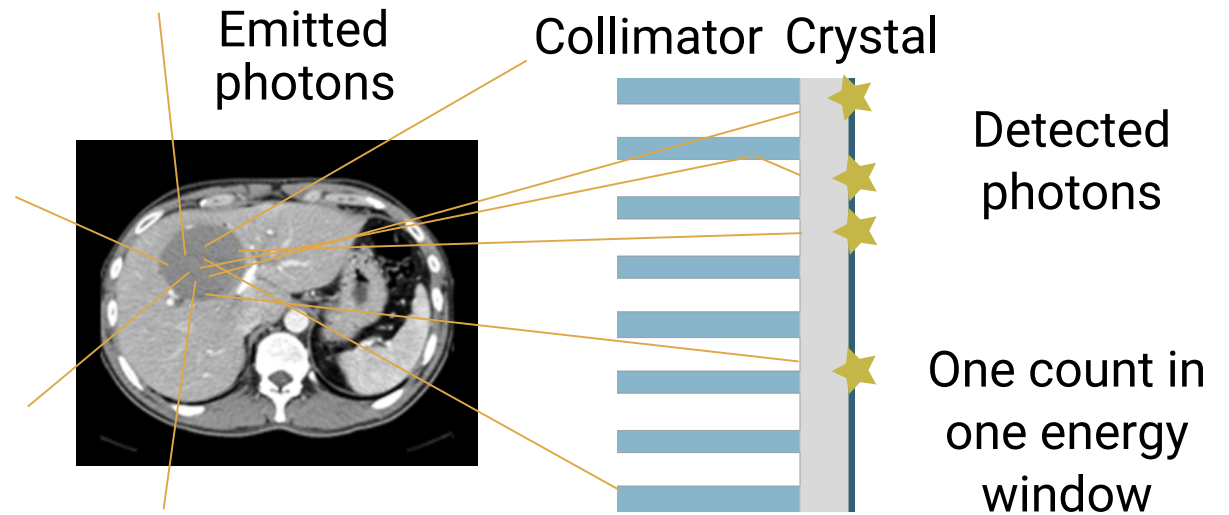 Emitted
photons
Collimator
Crystal
Detected
photons
One count in
one energy
window